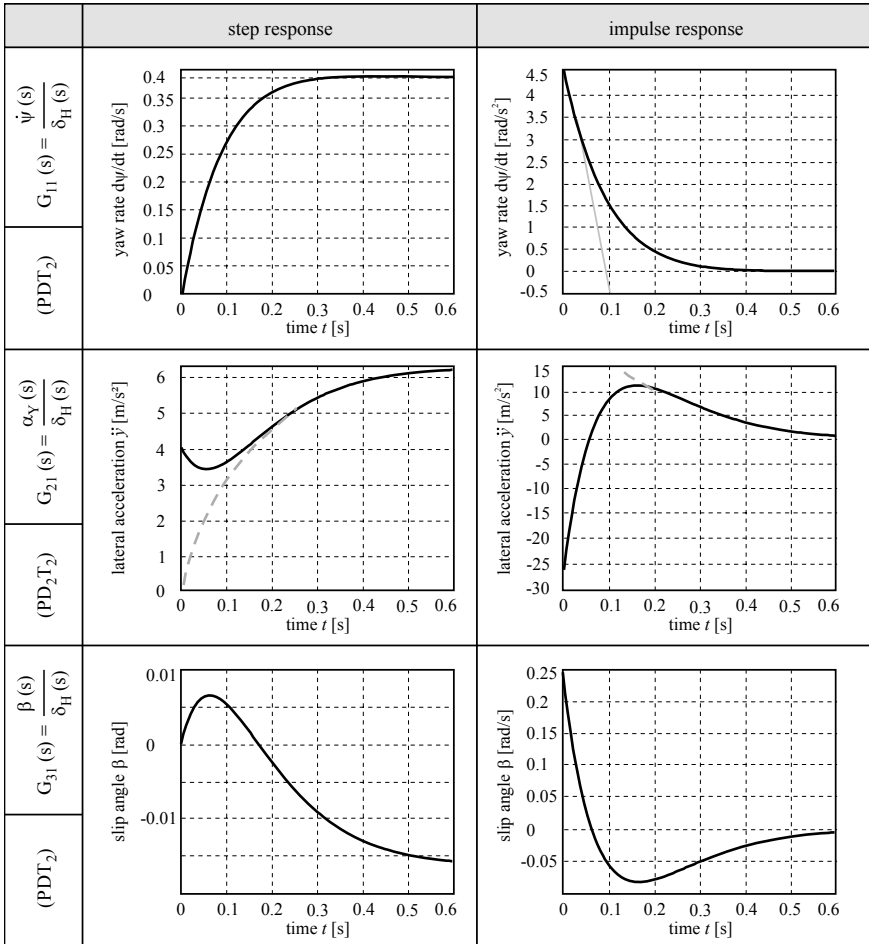 step response
impulse response
G11 (s) = ψ̇ (s) / δH (s)
(PDT2)
yaw rate dψ/dt [rad/s]
0.4
0.35
0.3
0.25
0.2
0.15
0.1
0.05
0
0 0.1 0.2 0.3 0.4 0.5 0.6
time t [s]
yaw rate dψ/dt [rad/s²]
4.5
4
3.5
3
2.5
2
1.5
1
0.5
0
-0.5
0 0.1 0.2 0.3 0.4 0.5 0.6
time t [s]
G21 (s) = αY (s) / δH (s)
(PD2T2)
lateral acceleration ÿ [m/s²]
6
5
4
3
2
1
0
0 0.1 0.2 0.3 0.4 0.5 0.6
time t [s]
lateral acceleration ÿ [m/s²]
15
10
5
0
-5
-10
-15
-20
-25
-30
0 0.1 0.2 0.3 0.4 0.5 0.6
time t [s]
G31 (s) = β (s) / δH (s)
(PDT2)
slip angle β [rad]
0.01
0
-0.01
0 0.1 0.2 0.3 0.4 0.5 0.6
time t [s]
slip angle β [rad/s]
0.25
0.2
0.15
0.1
0.05
0
-0.05
0 0.1 0.2 0.3 0.4 0.5 0.6
time t [s]